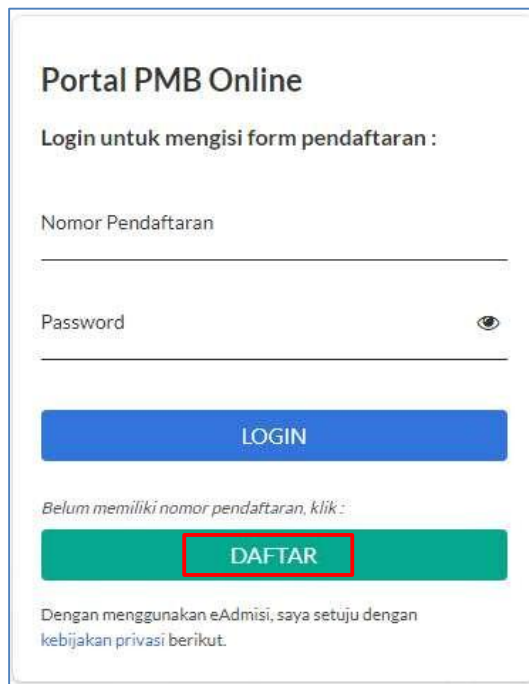 Portal PMB Online
Login untuk mengisi form pendaftaran :
Nomor Pendaftaran
Password
LOGIN
Belum memiliki nomor pendaftaran, klik :
DAFTAR
Dengan menggunakan eAdmisi, saya setuju dengan
kebijakan privasi berikut.